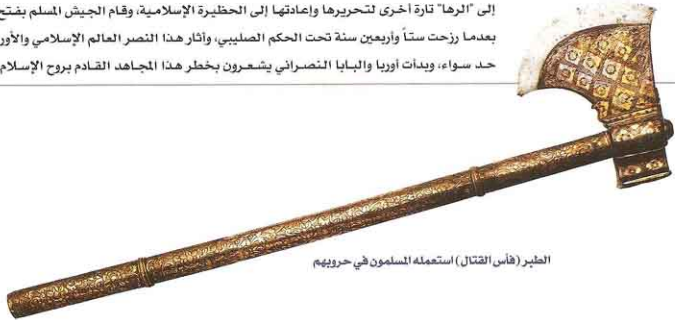 إلى "الرها" تارة أخرى لتحريرها وإعادتها إلى الحظيرة الإسلامية، وقام الجيش المسلم بفتح
بعدما رزحت ستاً وأربعين سنة تحت الحكم الصليبي، وأثار هذا النصر العالم الإسلامي والأور
حد سواء، وبدأت أوربا والبابا النصراني يشعرون بخطر هذا المجاهد القادم بروح الإسلام
الطبر (فأس القتال) استعمله المسلمون في حروبهم